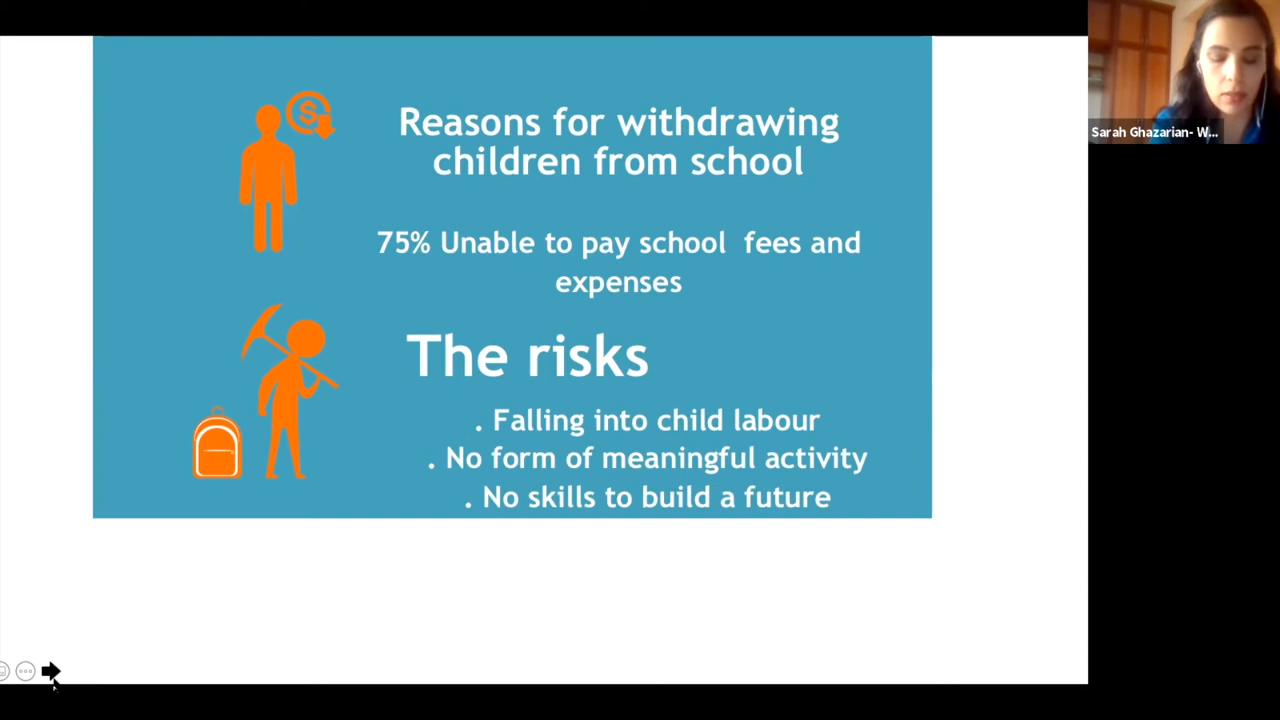 Reasons for withdrawing
children from school
75% Unable to pay school fees and
expenses
The risks
. Falling into child labour
. No form of meaningful activity
. No skills to build a future
Sarah Ghazarian- W...
$